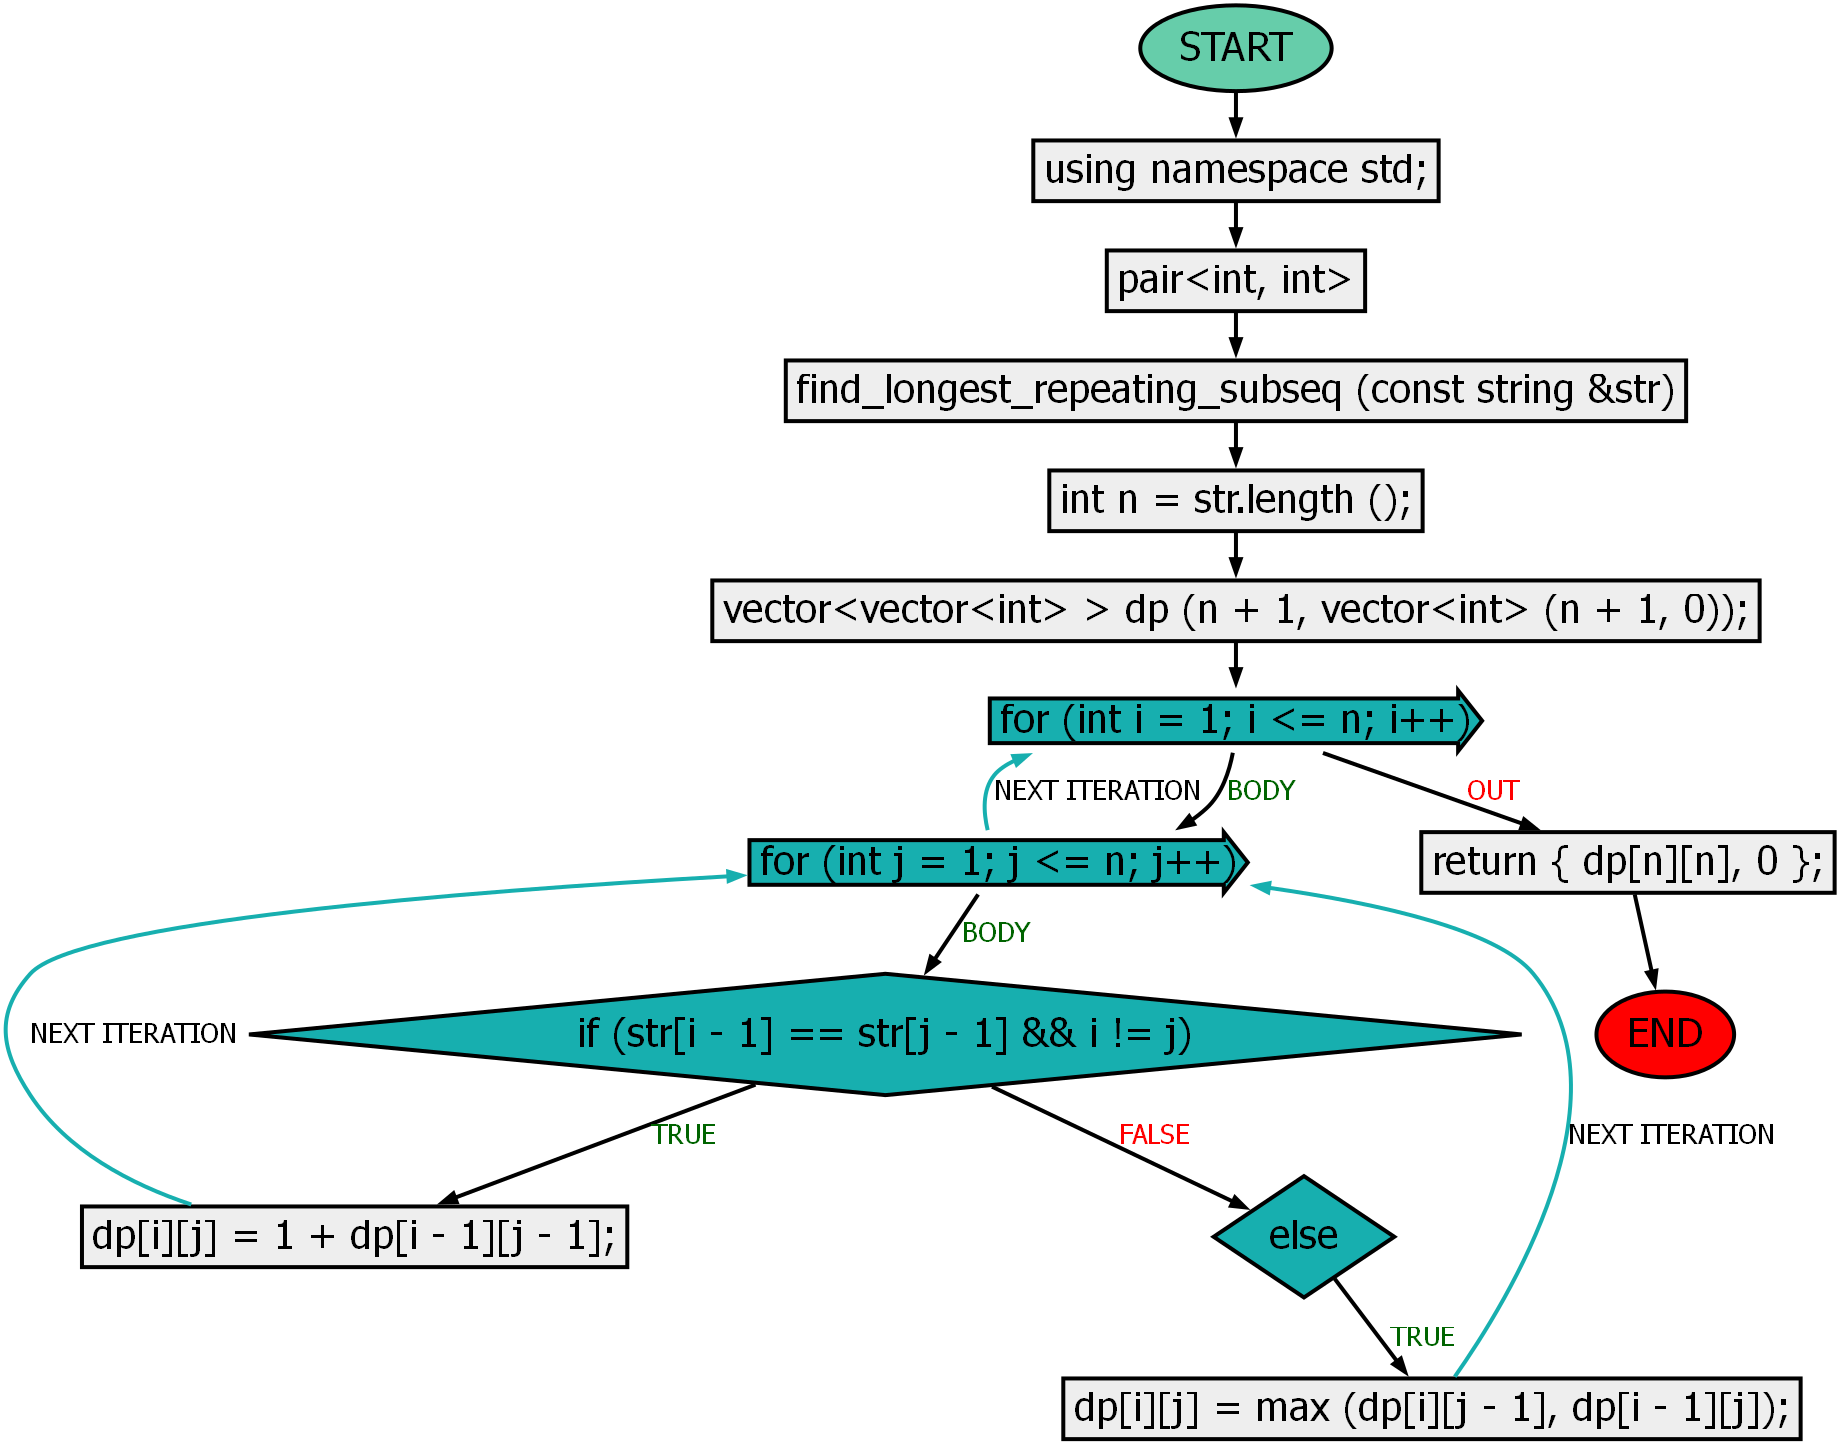 START
using namespace std;
pair<int, int>
find_longest_repeating_subseq (const string &str)
int n = str.length ();
vector<vector<int> > dp (n + 1, vector<int> (n + 1, 0));
for (int i = 1; i <= n; i++)
NEXT ITERATION
BODY
OUT
for (int j = 1; j <= n; j++)
return { dp[n][n], 0 };
BODY
NEXT ITERATION
if (str[i - 1] == str[j - 1] && i != j)
END
TRUE
FALSE
NEXT ITERATION
dp[i][j] = 1 + dp[i - 1][j - 1];
else
TRUE
dp[i][j] = max (dp[i][j - 1], dp[i - 1][j]);